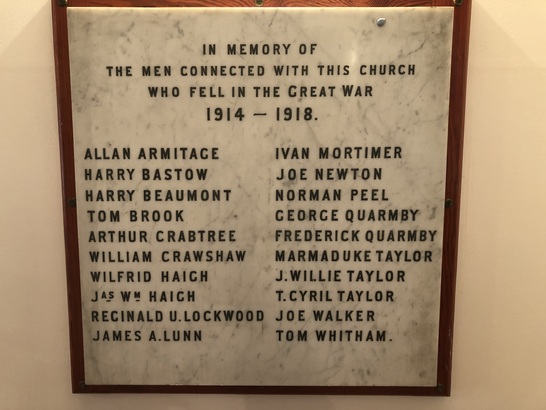 IN MEMORY OF
THE MEN CONNECTED WITH THIS CHURCH
WHO FELL IN THE GREAT WAR
1914 — 1918.
ALLAN ARMITAGE
HARRY BASTOW
HARRY BEAUMONT
TOM BROOK
ARTHUR CRABTREE
WILLIAM CRAWSHAW
WILFRID HAIGH
JAS WM HAIGH
REGINALD U. LOCKWOOD
JAMES A. LUNN
IVAN MORTIMER
JOE NEWTON
NORMAN PEEL
GEORGE QUARMBY
FREDERICK QUARMBY
MARMADUKE TAYLOR
J. WILLIE TAYLOR
T. CYRIL TAYLOR
JOE WALKER
TOM WHITHAM.